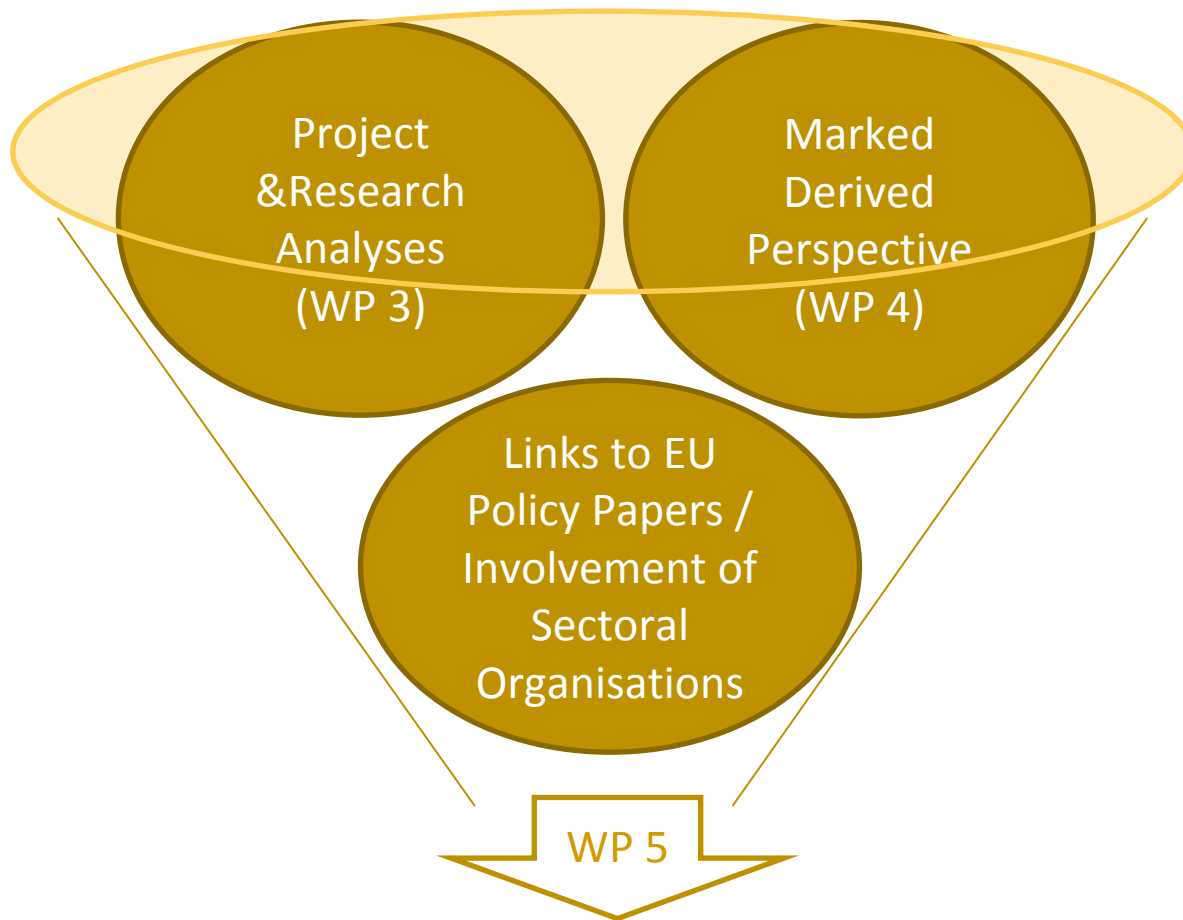 Project
&Research
Analyses
(WP 3)
Marked
Derived
Perspective
(WP 4)
Links to EU
Policy Papers /
Involvement of
Sectoral
Organisations
WP 5